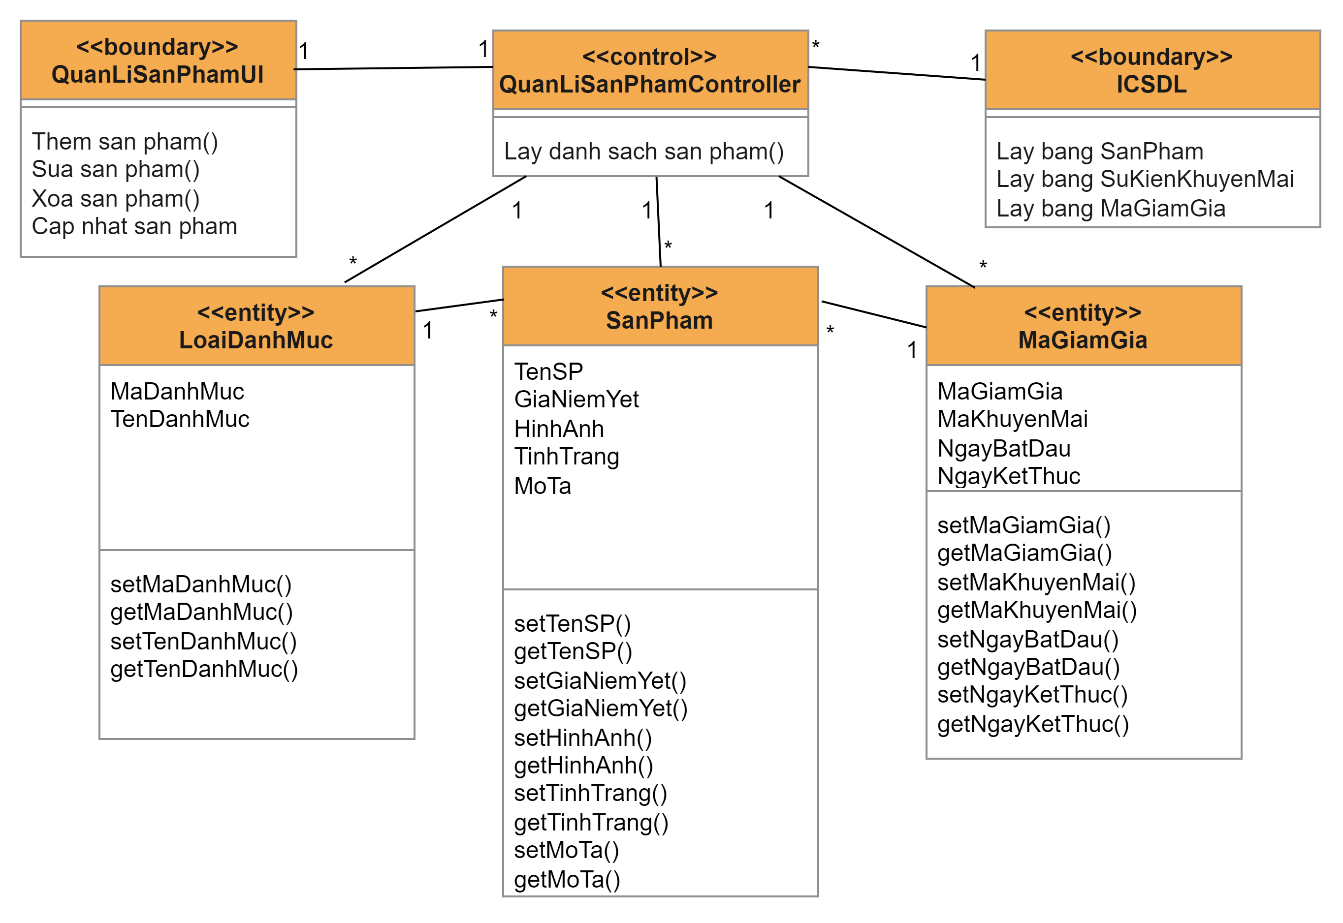 <<boundary>>
QuanLiSanPhamUI
Them san pham()
Sua san pham()
Xoa san pham()
Cap nhat san pham
1
1
<<control>>
QuanLiSanPhamController
Lay danh sach san pham()
*
1
<<boundary>>
ICSDL
Lay bang SanPham
Lay bang SuKienKhuyenMai
Lay bang MaGiamGia
1
1
1
*
*
*
<<entity>>
LoaiDanhMuc
MaDanhMuc
TenDanhMuc
setMaDanhMuc()
getMaDanhMuc()
setTenDanhMuc()
getTenDanhMuc()
1
*
<<entity>>
SanPham
TenSP
GiaNiemYet
HinhAnh
TinhTrang
MoTa
setTenSP()
getTenSP()
setGiaNiemYet()
getGiaNiemYet()
setHinhAnh()
getHinhAnh()
setTinhTrang()
getTinhTrang()
setMoTa()
getMoTa()
*
1
<<entity>>
MaGiamGia
MaGiamGia
MaKhuyenMai
NgayBatDau
NgayKetThuc
setMaGiamGia()
getMaGiamGia()
setMaKhuyenMai()
getMaKhuyenMai()
setNgayBatDau()
getNgayBatDau()
setNgayKetThuc()
getNgayKetThuc()